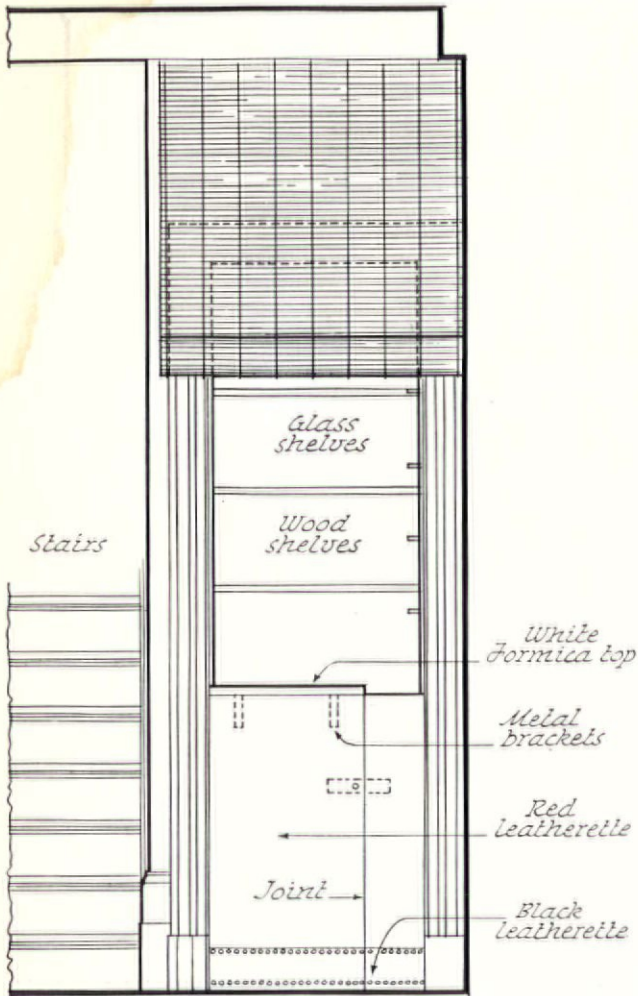 Glass
shelves
Wood
shelves
Stairs
White
Formica top
Metal
brackets
Red
leatherette
Joint
Black
leatherette